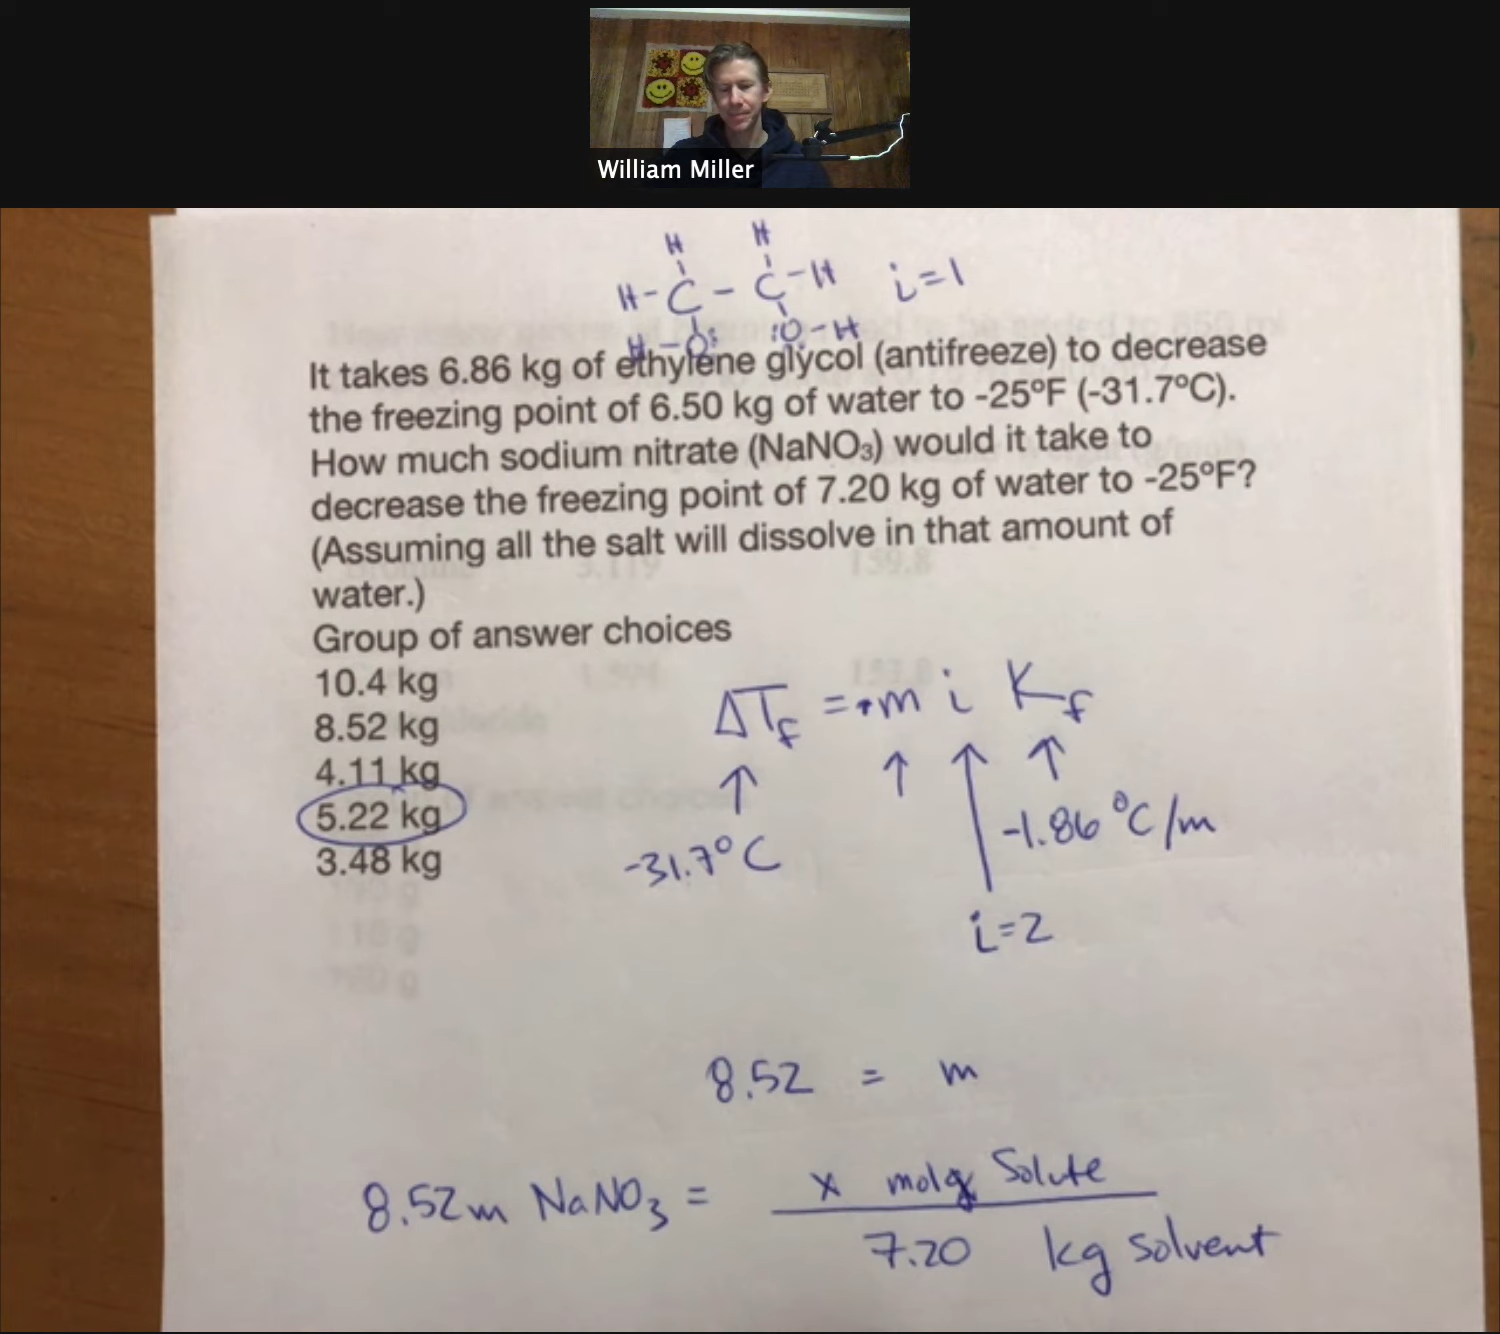 William Miller
H H
H-C-C-H i=1
H-O: :O-H
It takes 6.86 kg of ethylene glycol (antifreeze) to decrease
the freezing point of 6.50 kg of water to -25ºF (-31.7ºC).
How much sodium nitrate (NaNO₃) would it take to
decrease the freezing point of 7.20 kg of water to -25ºF?
(Assuming all the salt will dissolve in that amount of
water.)
Group of answer choices
10.4 kg
8.52 kg
4.11 kg
5.22 kg
3.48 kg
ΔTf = m i Kf
-31.7°C
-1.86 °C/m
i=2
8.52 = m
8.52m NaNO₃ =
x mol Solute
7.20 kg solvent